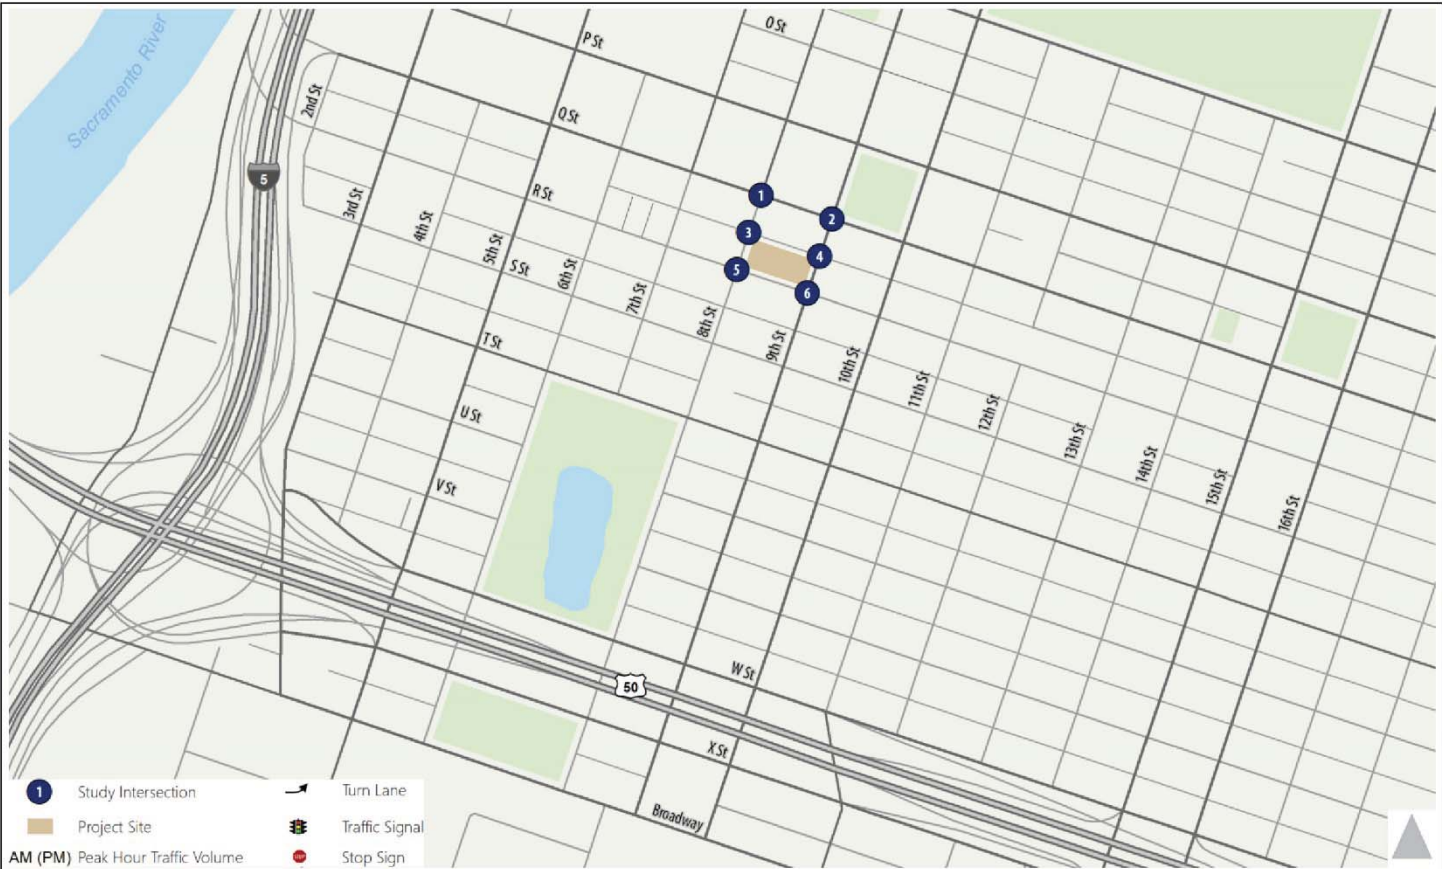 Sacramento River
5
2nd St
P St
O St
Q St
R St
3rd St
4th St
5th St
S St
6th St
7th St
8th St
9th St
10th St
11th St
12th St
13th St
14th St
15th St
16th St
1
2
3
4
5
6
T St
U St
V St
W St
50
X St
Broadway
1 Study Intersection
Turn Lane
Project Site
Traffic Signal
AM (PM) Peak Hour Traffic Volume
STOP Stop Sign